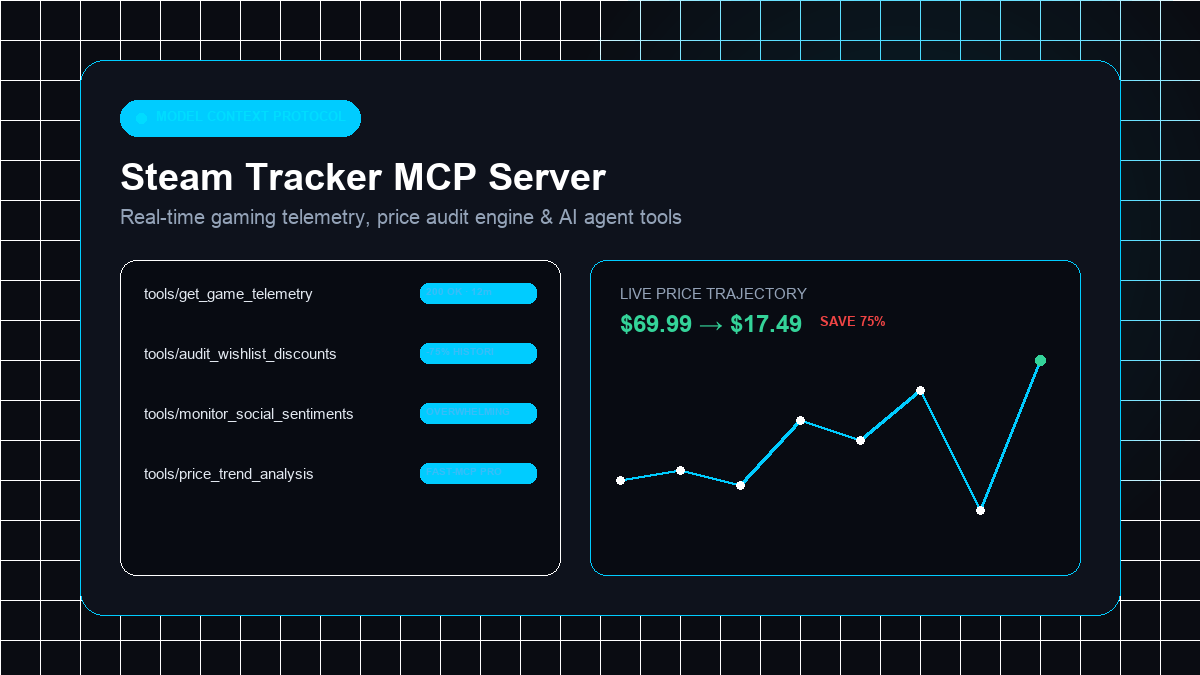 MODEL CONTEXT PROTOCOL
Steam Tracker MCP Server
Real-time gaming telemetry, price audit engine & AI agent tools
tools/get_game_telemetry
tools/audit_wishlist_discounts
tools/monitor_social_sentiments
OVERWHELMING
tools/price_trend_analysis
LIVE PRICE TRAJECTORY
$69.99 → $17.49
SAVE 75%